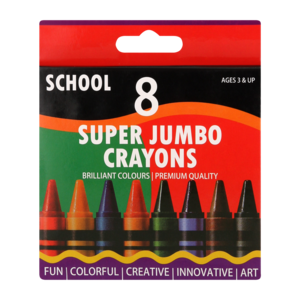 SCHOOL
8
AGES 3 & UP
SUPER JUMBO
CRAYONS
BRILLIANT COLOURS | PREMIUM QUALITY
FUN | COLORFUL | CREATIVE | INNOVATIVE | ART